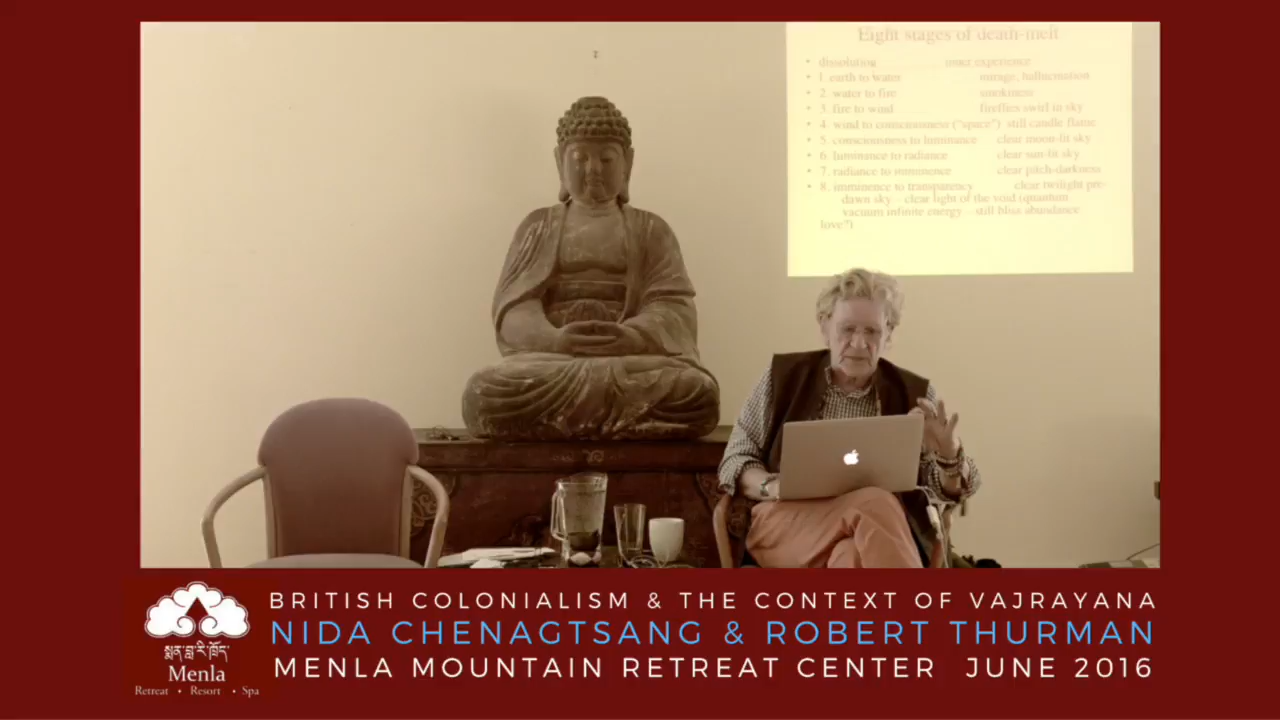 Eight stages of death-melt
• dissolution inner experience
• 1. earth to water mirage, hallucination
• 2. water to fire smokiness
• 3. fire to wind fireflies swirl in sky
• 4. wind to consciousness ("space") still candle flame
• 5. consciousness to luminance clear moon-lit sky
• 6. luminance to radiance clear sun-lit sky
• 7. radiance to imminence clear pitch-darkness
• 8. imminence to transparency clear twilight pre-
dawn sky clear light of the void (quantum
vacuum infinite energy still bliss abundance
love?)
BRITISH COLONIALISM & THE CONTEXT OF VAJRAYANA
NIDA CHENAGTSANG & ROBERT THURMAN
MENLA MOUNTAIN RETREAT CENTER JUNE 2016
སྨན་བླ་རི་ཁྲོད་
Menla
Retreat • Resort • Spa